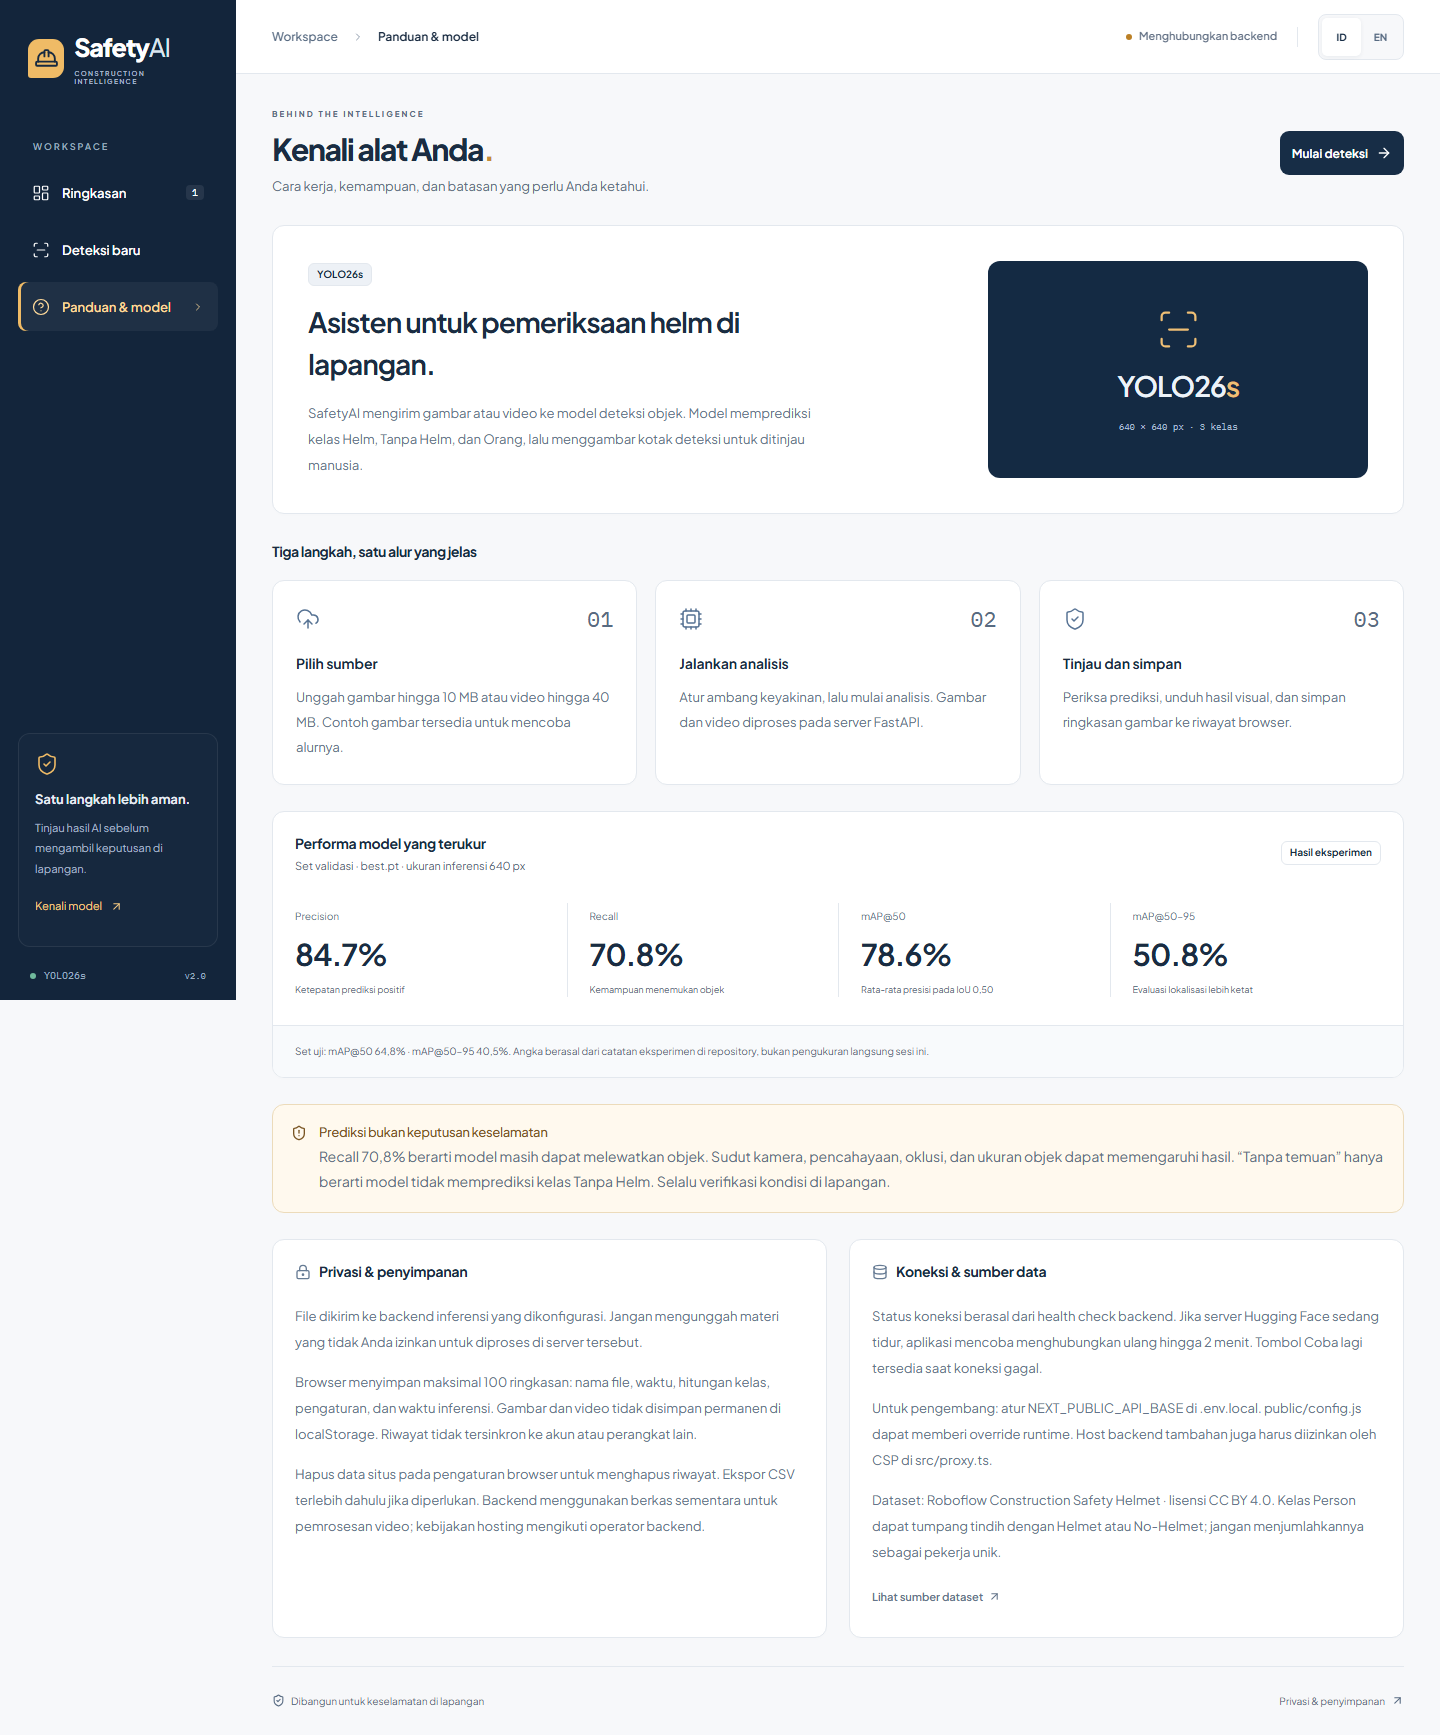 SafetyAI
CONSTRUCTION
INTELLIGENCE
WORKSPACE
Ringkasan
1
Deteksi baru
Panduan & model
Satu langkah lebih aman.
Tinjau hasil AI sebelum
mengambil keputusan di
lapangan.
Kenali model
YOLO26s
v2.0
Workspace
Panduan & model
Menghubungkan backend
ID
EN
BEHIND THE INTELLIGENCE
Kenali alat Anda.
Cara kerja, kemampuan, dan batasan yang perlu Anda ketahui.
Mulai deteksi
YOLO26s
Asisten untuk pemeriksaan helm di
lapangan.
SafetyAI mengirim gambar atau video ke model deteksi objek. Model memprediksi
kelas Helm, Tanpa Helm, dan Orang, lalu menggambar kotak deteksi untuk ditinjau
manusia.
YOLO26s
640 × 640 px · 3 kelas
Tiga langkah, satu alur yang jelas
01
Pilih sumber
Unggah gambar hingga 10 MB atau video hingga 40
MB. Contoh gambar tersedia untuk mencoba
alurnya.
02
Jalankan analisis
Atur ambang keyakinan, lalu mulai analisis. Gambar
dan video diproses pada server FastAPI.
03
Tinjau dan simpan
Periksa prediksi, unduh hasil visual, dan simpan
ringkasan gambar ke riwayat browser.
Performa model yang terukur
Set validasi · best.pt · ukuran inferensi 640 px
Hasil eksperimen
Precision
84.7%
Ketepatan prediksi positif
Recall
70.8%
Kemampuan menemukan objek
mAP@50
78.6%
Rata-rata presisi pada IoU 0,50
mAP@50–95
50.8%
Evaluasi lokalisasi lebih ketat
Set uji: mAP@50 64,8% · mAP@50–95 40,5%. Angka berasal dari catatan eksperimen di repository, bukan pengukuran langsung sesi ini.
Prediksi bukan keputusan keselamatan
Recall 70,8% berarti model masih dapat melewatkan objek. Sudut kamera, pencahayaan, oklusi, dan ukuran objek dapat memengaruhi hasil. “Tanpa temuan” hanya
berarti model tidak memprediksi kelas Tanpa Helm. Selalu verifikasi kondisi di lapangan.
Privasi & penyimpanan
File dikirim ke backend inferensi yang dikonfigurasi. Jangan mengunggah materi
yang tidak Anda izinkan untuk diproses di server tersebut.
Browser menyimpan maksimal 100 ringkasan: nama file, waktu, hitungan kelas,
pengaturan, dan waktu inferensi. Gambar dan video tidak disimpan permanen di
localStorage. Riwayat tidak tersinkron ke akun atau perangkat lain.
Hapus data situs pada pengaturan browser untuk menghapus riwayat. Ekspor CSV
terlebih dahulu jika diperlukan. Backend menggunakan berkas sementara untuk
pemrosesan video; kebijakan hosting mengikuti operator backend.
Koneksi & sumber data
Status koneksi berasal dari health check backend. Jika server Hugging Face sedang
tidur, aplikasi mencoba menghubungkan ulang hingga 2 menit. Tombol Coba lagi
tersedia saat koneksi gagal.
Untuk pengembang: atur NEXT_PUBLIC_API_BASE di .env.local. public/config.js
dapat memberi override runtime. Host backend tambahan juga harus diizinkan oleh
CSP di src/proxy.ts.
Dataset: Roboflow Construction Safety Helmet · lisensi CC BY 4.0. Kelas Person
dapat tumpang tindih dengan Helmet atau No-Helmet; jangan menjumlahkannya
sebagai pekerja unik.
Lihat sumber dataset
Dibangun untuk keselamatan di lapangan
Privasi & penyimpanan